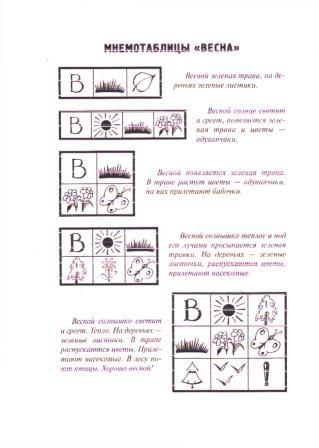 МНЕМОТАБЛИЦЫ «ВЕСНА»
В
Весной зеленая трава, на де-
ревьях зеленые листики.
В
Весной солнце светит
и греет, появляется зеле-
ная трава и цветы —
одуванчики.
В
Весной появляется зеленая трава.
В траве растут цветы — одуванчики,
на них прилетают бабочки.
В
Весной солнышко теплое и под
его лучами просыпается зеленая
травка. На деревьях — зеленые
листочки, распускаются цветы,
прилетают насекомые.
В
Весной солнышко светит
и греет. Тепло. На деревьях —
зеленые листики. В траве
распускаются цветы. Приле-
тают насекомые. В лесу по-
ют птицы. Хорошо весной!
!